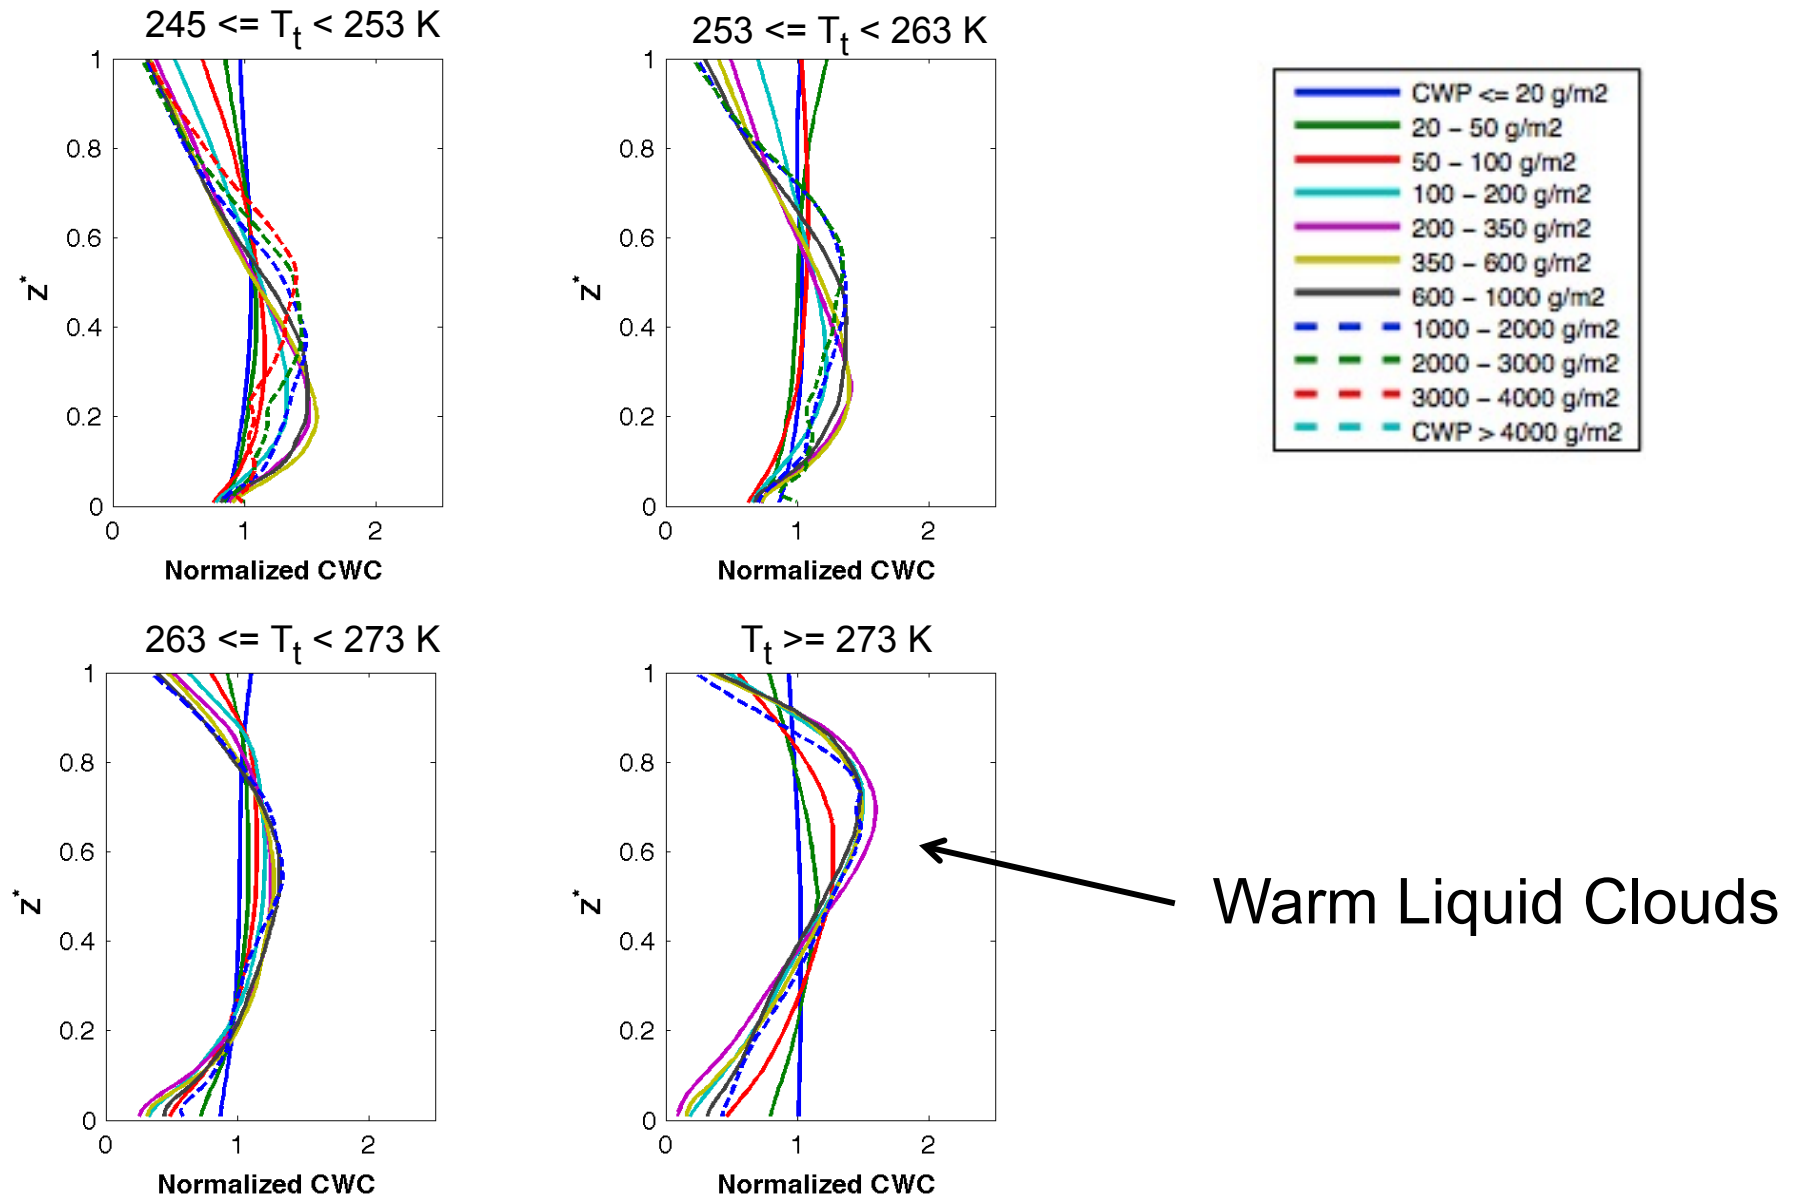 245 <= Tt < 253 K
1
0.8
0.6
0.4
0.2
0
z*
0 1 2
Normalized CWC
253 <= Tt < 263 K
1
0.8
0.6
0.4
0.2
0
z*
0 1 2
Normalized CWC
CWP <= 20 g/m2
20 − 50 g/m2
50 − 100 g/m2
100 − 200 g/m2
200 − 350 g/m2
350 − 600 g/m2
600 − 1000 g/m2
1000 − 2000 g/m2
2000 − 3000 g/m2
3000 − 4000 g/m2
CWP > 4000 g/m2
263 <= Tt < 273 K
1
0.8
0.6
0.4
0.2
0
z*
0 1 2
Normalized CWC
Tt >= 273 K
1
0.8
0.6
0.4
0.2
0
z*
0 1 2
Normalized CWC
Warm Liquid Clouds